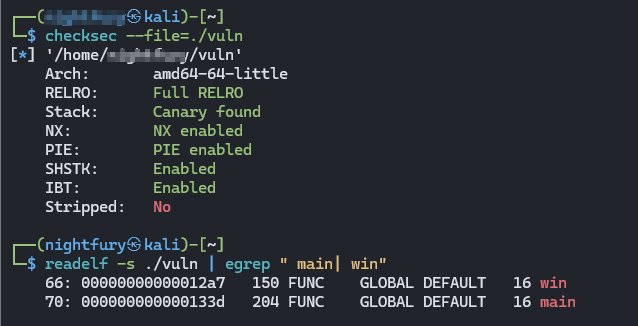 ┌──(㉿kali)-[~]
└─$ checksec --file=./vuln
[*] '/home/ /vuln'
Arch: amd64-64-little
RELRO: Full RELRO
Stack: Canary found
NX: NX enabled
PIE: PIE enabled
SHSTK: Enabled
IBT: Enabled
Stripped: No
┌──(nightfury㉿kali)-[~]
└─$ readelf -s ./vuln | egrep " main| win"
66: 00000000000012a7 150 FUNC GLOBAL DEFAULT 16 win
70: 000000000000133d 204 FUNC GLOBAL DEFAULT 16 main